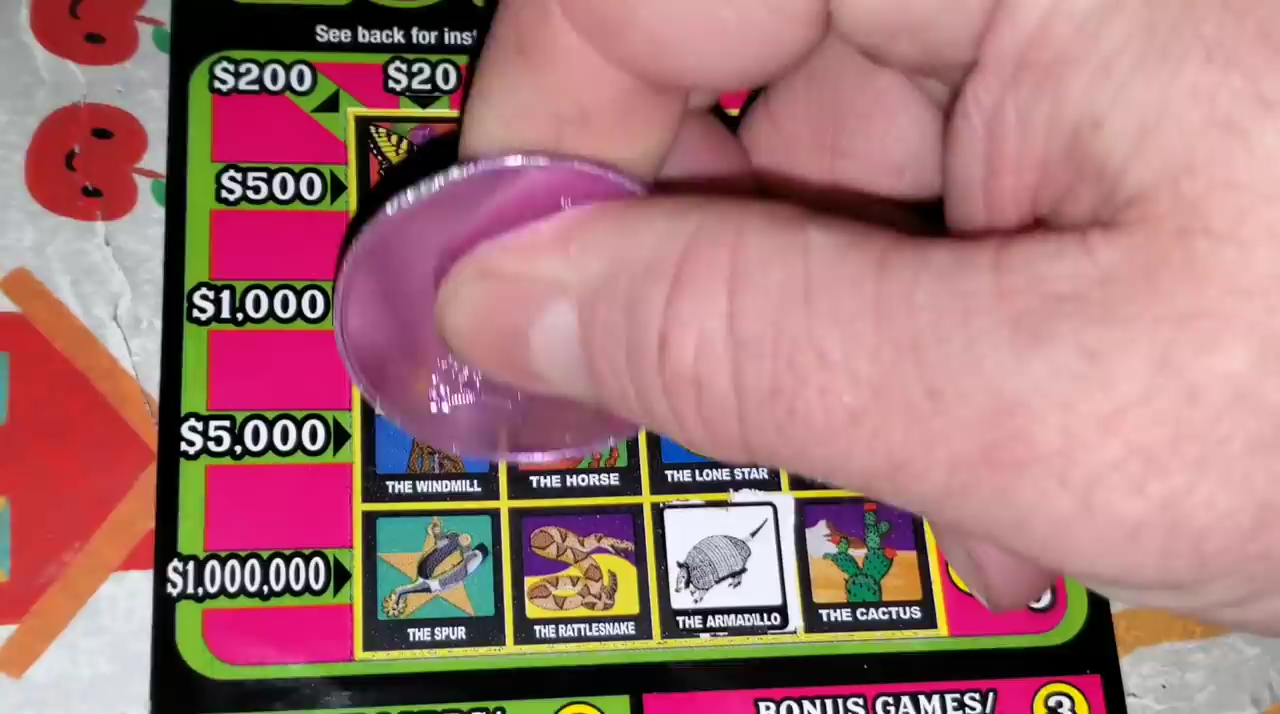 See back for ins
$200 $20
$500
$1,000
$5,000
$1,000,000
THE WINDMILL THE HORSE THE LONE STAR
THE SPUR THE RATTLESNAKE THE ARMADILLO THE CACTUS
BONUS GAMES/ 3